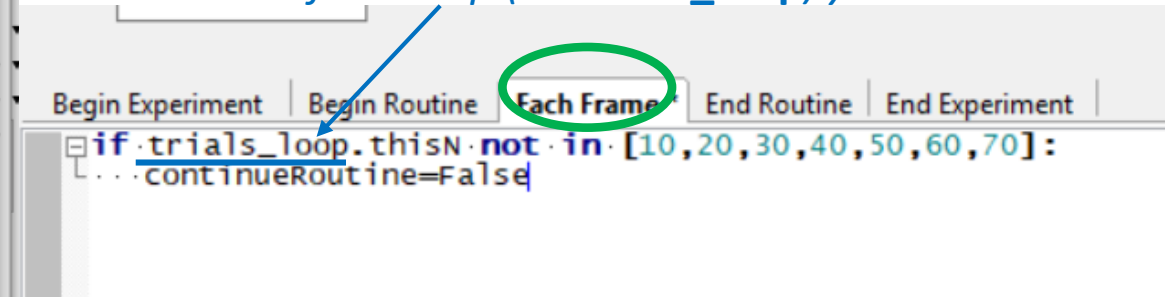 Begin Experiment Begin Routine Each Frame * End Routine End Experiment
if trials_loop.thisN not in [10,20,30,40,50,60,70]:
continueRoutine=False